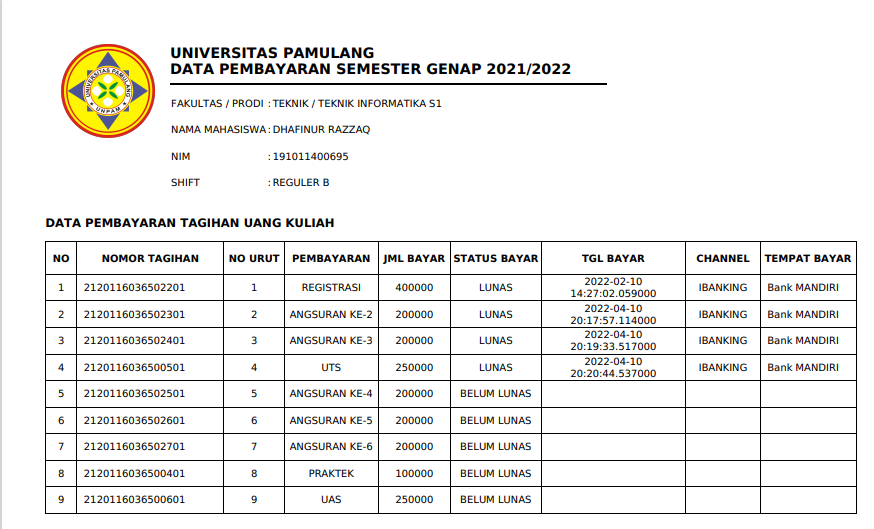 UNIVERSITAS PAMULANG
UNPAM
UNIVERSITAS PAMULANG
DATA PEMBAYARAN SEMESTER GENAP 2021/2022
FAKULTAS / PRODI : TEKNIK / TEKNIK INFORMATIKA S1
NAMA MAHASISWA : DHAFINUR RAZZAQ
NIM : 191011400695
SHIFT : REGULER B
DATA PEMBAYARAN TAGIHAN UANG KULIAH
NO NOMOR TAGIHAN NO URUT PEMBAYARAN JML BAYAR STATUS BAYAR TGL BAYAR CHANNEL TEMPAT BAYAR
1 2120116036502201 1 REGISTRASI 400000 LUNAS 2022-02-10 14:27:02.059000 IBANKING Bank MANDIRI
2 2120116036502301 2 ANGSURAN KE-2 200000 LUNAS 2022-04-10 20:17:57.114000 IBANKING Bank MANDIRI
3 2120116036502401 3 ANGSURAN KE-3 200000 LUNAS 2022-04-10 20:19:33.517000 IBANKING Bank MANDIRI
4 2120116036500501 4 UTS 250000 LUNAS 2022-04-10 20:20:44.537000 IBANKING Bank MANDIRI
5 2120116036502501 5 ANGSURAN KE-4 200000 BELUM LUNAS
6 2120116036502601 6 ANGSURAN KE-5 200000 BELUM LUNAS
7 2120116036502701 7 ANGSURAN KE-6 200000 BELUM LUNAS
8 2120116036500401 8 PRAKTEK 100000 BELUM LUNAS
9 2120116036500601 9 UAS 250000 BELUM LUNAS